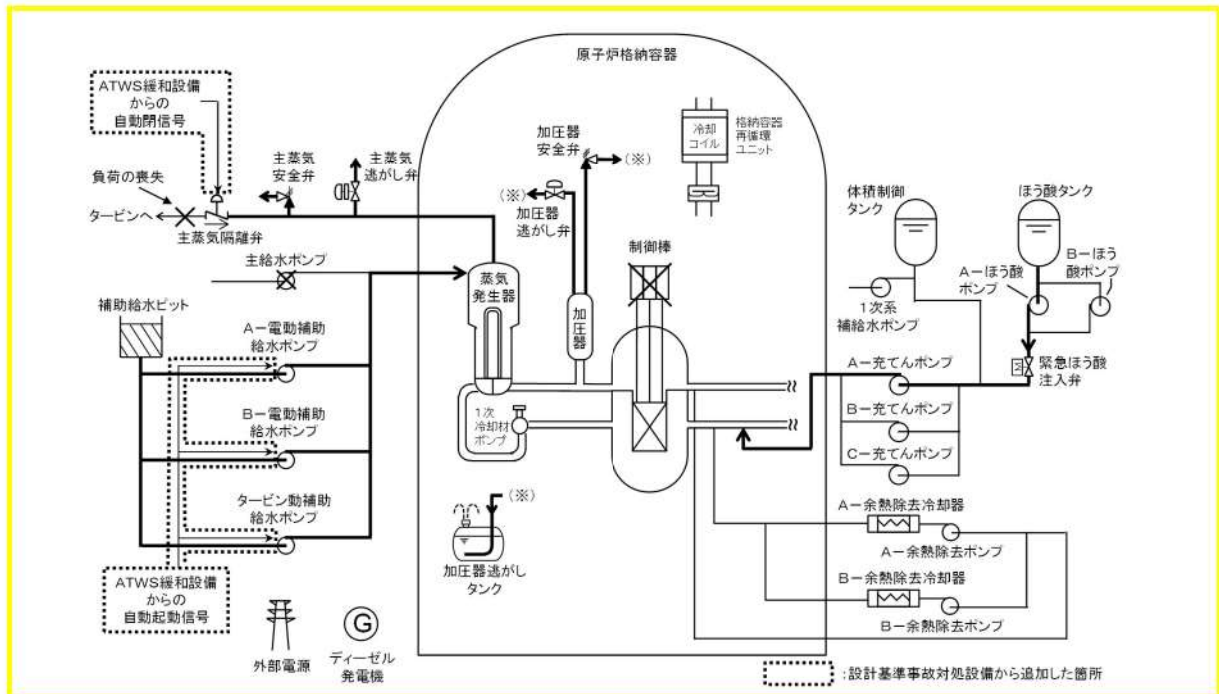 原子炉格納容器
ATWS緩和設備
からの
自動閉信号
負荷の喪失
タービンへ
主蒸気隔離弁
主蒸気
安全弁
主蒸気
逃がし弁
加圧器
安全弁
(※)
(※)
加圧器
逃がし弁
冷却
コイル
格納容器
再循環
ユニット
制御棒
体積制御
タンク
ほう酸タンク
A-ほう酸
ポンプ
B-ほう
酸ポンプ
1次系
補給水ポンプ
緊急ほう酸
注入弁
M
主給水ポンプ
蒸気
発生器
加圧器
補助給水ピット
A-電動補助
給水ポンプ
B-電動補助
給水ポンプ
タービン動補助
給水ポンプ
1次
冷却材
ポンプ
A-充てんポンプ
B-充てんポンプ
C-充てんポンプ
(※)
加圧器逃がし
タンク
A-余熱除去冷却器
A-余熱除去ポンプ
B-余熱除去冷却器
B-余熱除去ポンプ
ATWS緩和設備
からの
自動起動信号
外部電源
G
ディーゼル
発電機
:設計基準事故対処設備から追加した箇所